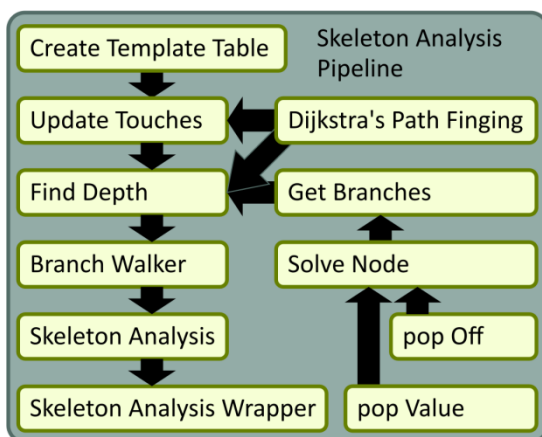 Create Template Table
Skeleton Analysis
Pipeline
Update Touches
Dijkstra's Path Finging
Find Depth
Get Branches
Branch Walker
Solve Node
Skeleton Analysis
pop Off
Skeleton Analysis Wrapper
pop Value